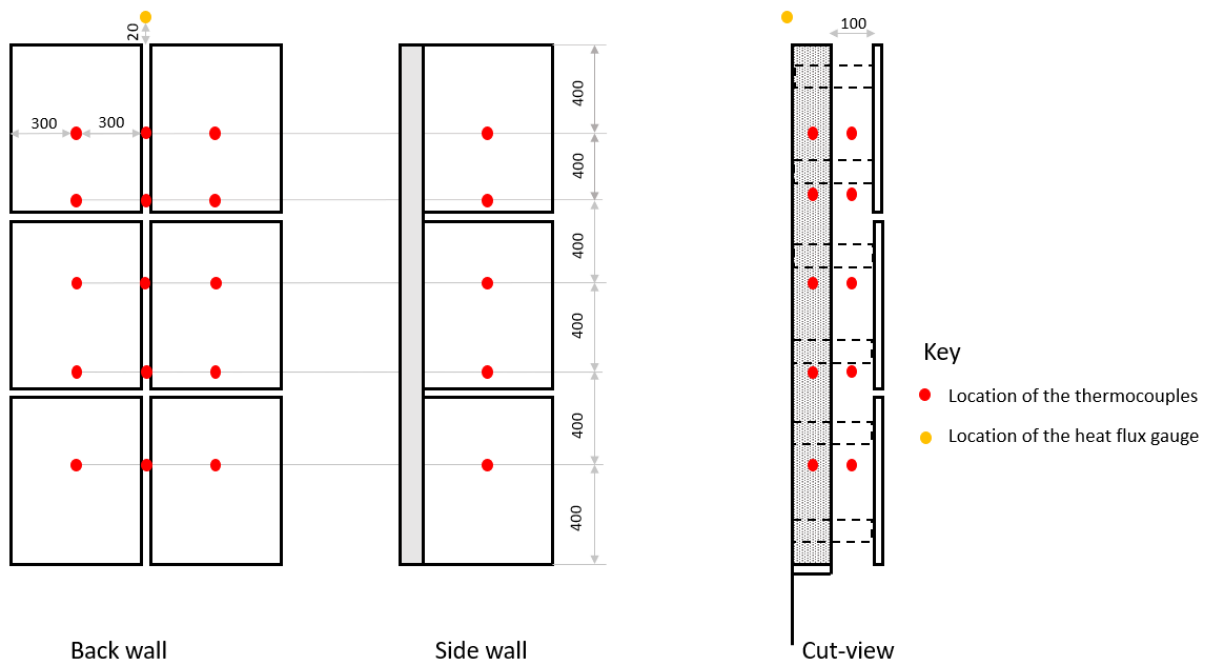 20
100
300
300
400
400
400
400
400
400
Key
Location of the thermocouples
Location of the heat flux gauge
Back wall
Side wall
Cut-view